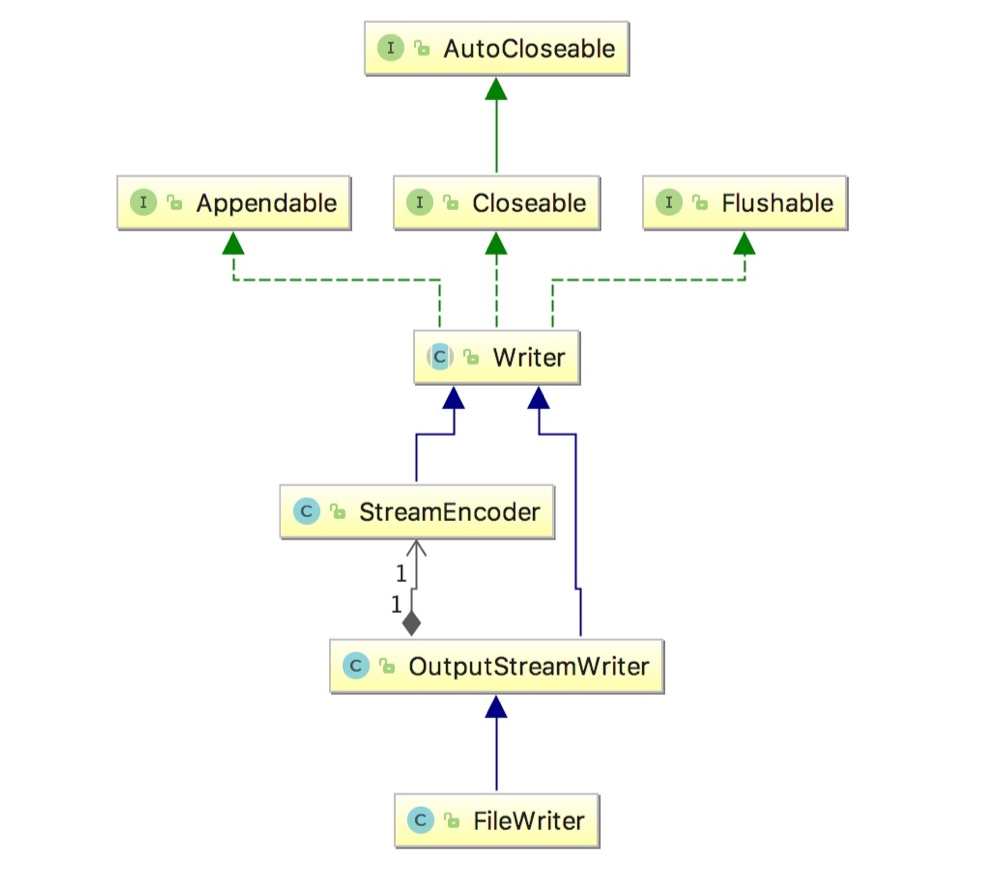 I AutoCloseable
I Appendable
I Closeable
I Flushable
C Writer
C StreamEncoder
1
1
C OutputStreamWriter
C FileWriter